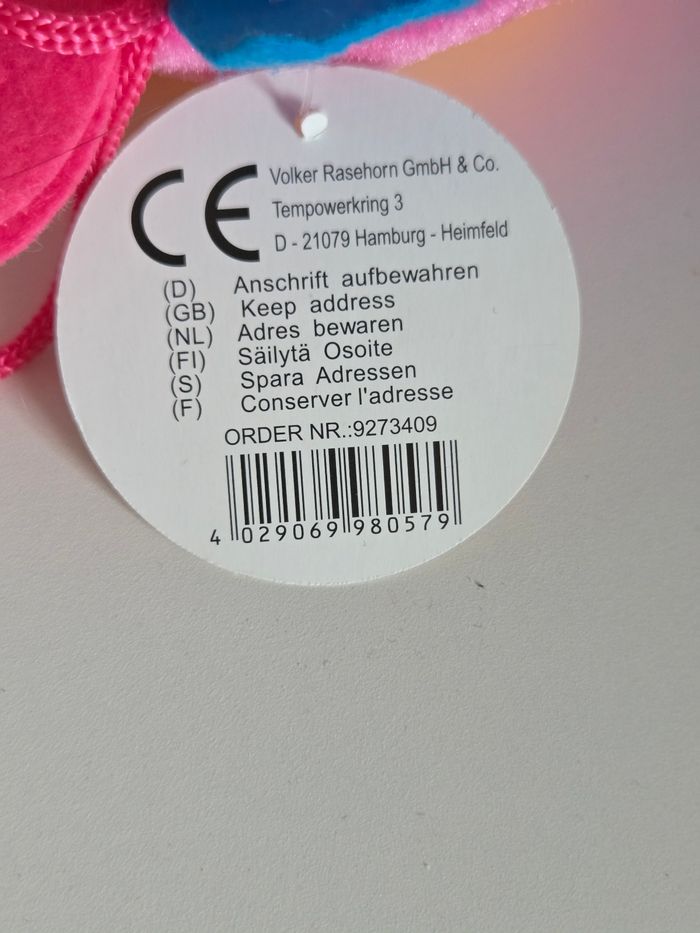 CE
Volker Rasehorn GmbH & Co.
Tempowerkring 3
D - 21079 Hamburg - Heimfeld
(D) Anschrift aufbewahren
(GB) Keep address
(NL) Adres bewaren
(FI) Säilytä Osoite
(S) Spara Adressen
(F) Conserver l'adresse
ORDER NR.:9273409
4 029069 980579